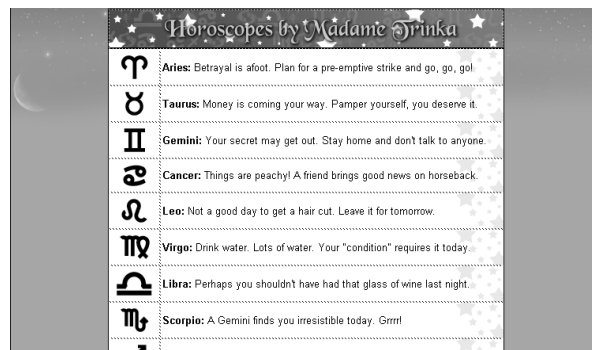 Horoscopes by Madame Trinka
Aries: Betrayal is afoot. Plan for a pre-emptive strike and go, go, go!
Taurus: Money is coming your way. Pamper yourself, you deserve it.
Gemini: Your secret may get out. Stay home and don't talk to anyone.
Cancer: Things are peachy! A friend brings good news on horseback.
Leo: Not a good day to get a hair cut. Leave it for tomorrow.
Virgo: Drink water. Lots of water. Your "condition" requires it today.
Libra: Perhaps you shouldn't have had that glass of wine last night.
Scorpio: A Gemini finds you irresistible today. Grrrr!